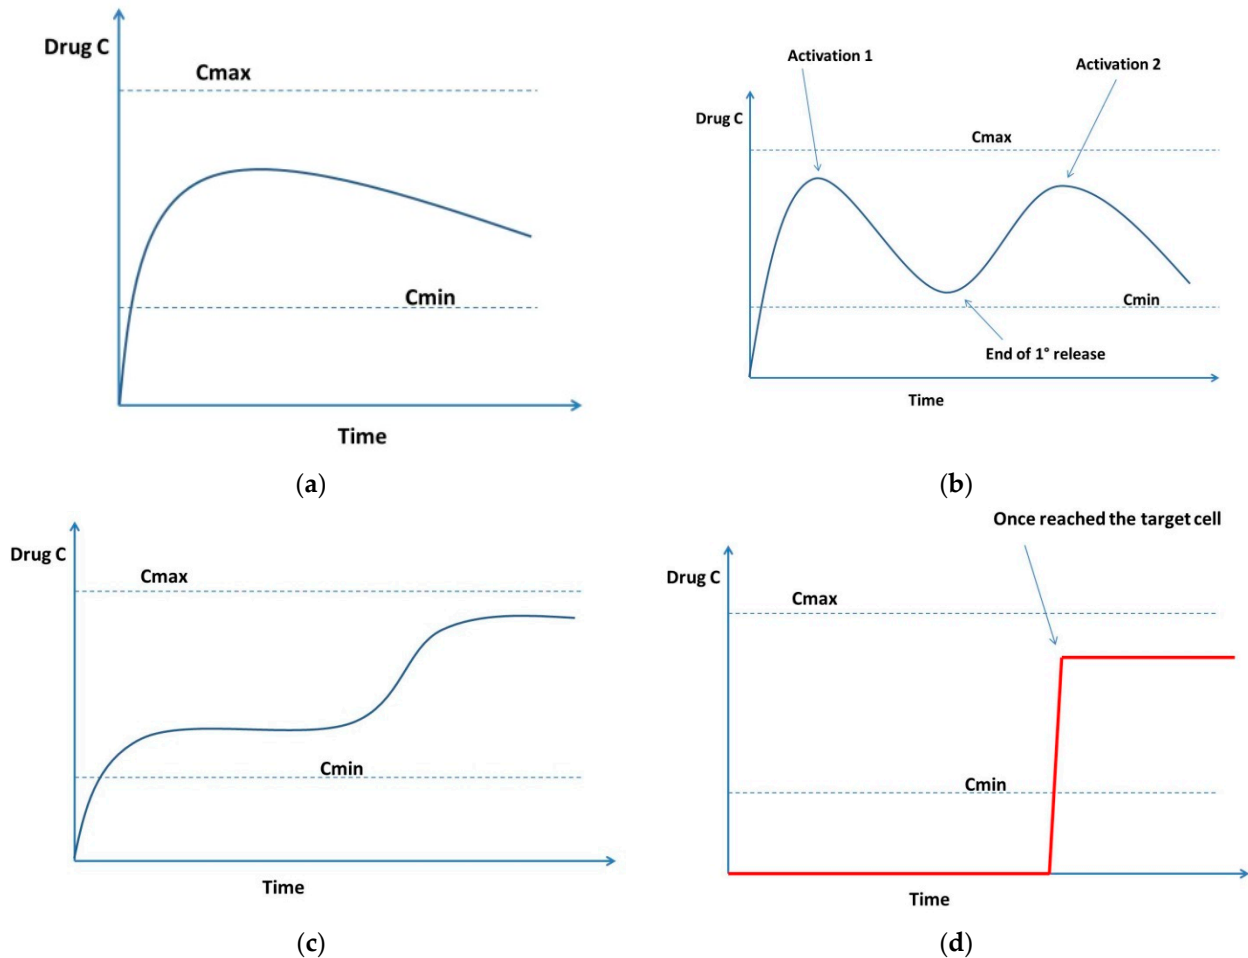 Drug C
Cmax
Cmin
Time
(a)
Activation 1
Activation 2
Drug C
Cmax
Cmin
End of 1° release
Time
(b)
Drug C
Cmax
Cmin
Time
(c)
Once reached the target cell
Drug C
Cmax
Cmin
Time
(d)